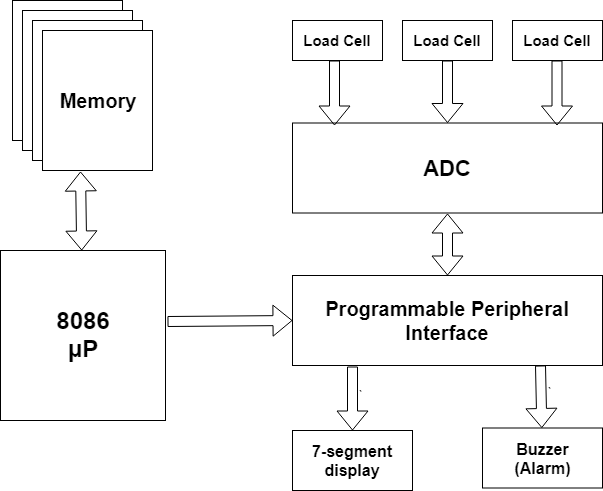 Load Cell
Load Cell
Load Cell
Memory
ADC
8086
µP
Programmable Peripheral
Interface
7-segment
display
Buzzer
(Alarm)